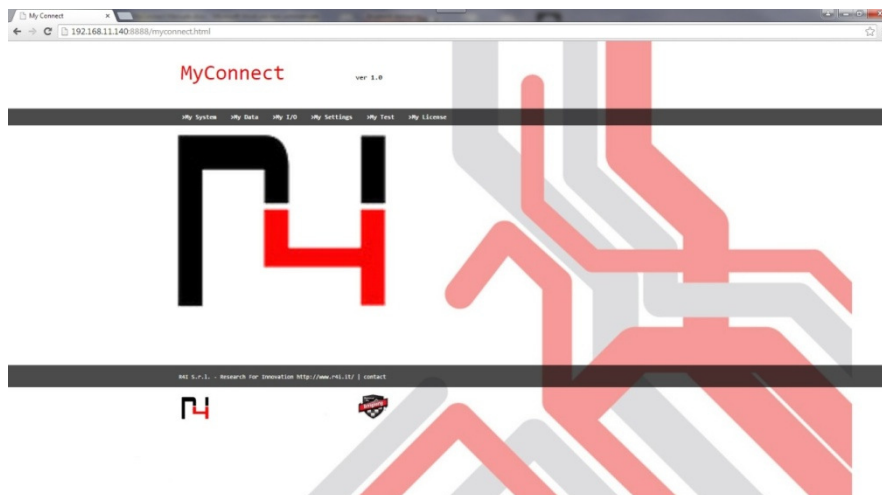 My Connect
192.168.11.140:8888/myconnect.html
MyConnect ver 1.0
>My System >My Data >My I/O >My Settings >My Test >My License
R4I S.r.l. - Research For Innovation http://www.r4i.it/ | contact